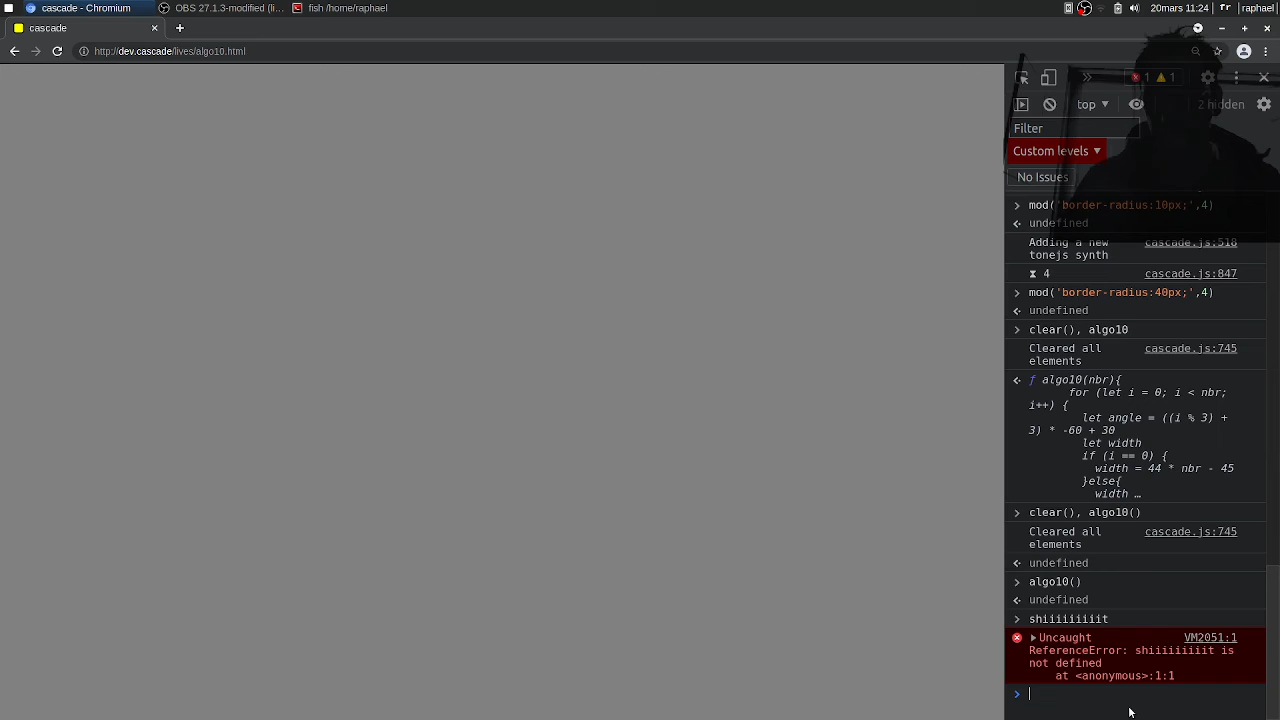 cascade - Chromium
OBS 27.1.3-modified (li...
fish /home/raphael
20mars 11:24
fr
raphael
cascade
http://dev.cascade/lives/algo10.html
1
1
top ▼
2 hidden
Filter
Custom levels ▼
No Issues
> mod('border-radius:10px;',4)
undefined
Adding a new cascade.js:518
tonejs synth
4 cascade.js:847
> mod('border-radius:40px;',4)
undefined
> clear(), algo10
Cleared all cascade.js:745
elements
ƒ algo10(nbr){
for (let i = 0; i < nbr;
i++) {
let angle = ((i % 3) +
3) * -60 + 30
let width
if (i == 0) {
width = 44 * nbr - 45
}else{
width …
> clear(), algo10()
Cleared all cascade.js:745
elements
undefined
> algo10()
undefined
> shiiiiiiiiit
Uncaught VM2051:1
ReferenceError: shiiiiiiiiit is
not defined
at <anonymous>:1:1
>